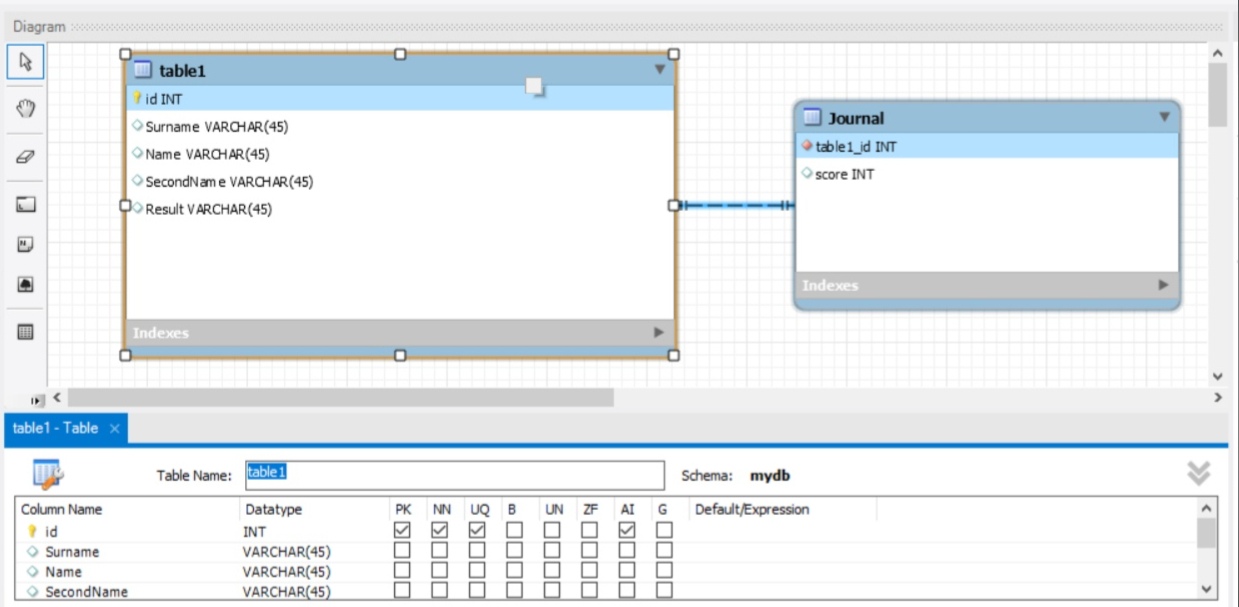 Diagram
table1
id INT
Surname VARCHAR(45)
Name VARCHAR(45)
SecondName VARCHAR(45)
Result VARCHAR(45)
Indexes
Journal
table1_id INT
score INT
Indexes
table1 - Table
Table Name: table1 Schema: mydb
Column Name Datatype PK NN UQ B UN ZF AI G Default/Expression
id INT
Surname VARCHAR(45)
Name VARCHAR(45)
SecondName VARCHAR(45)